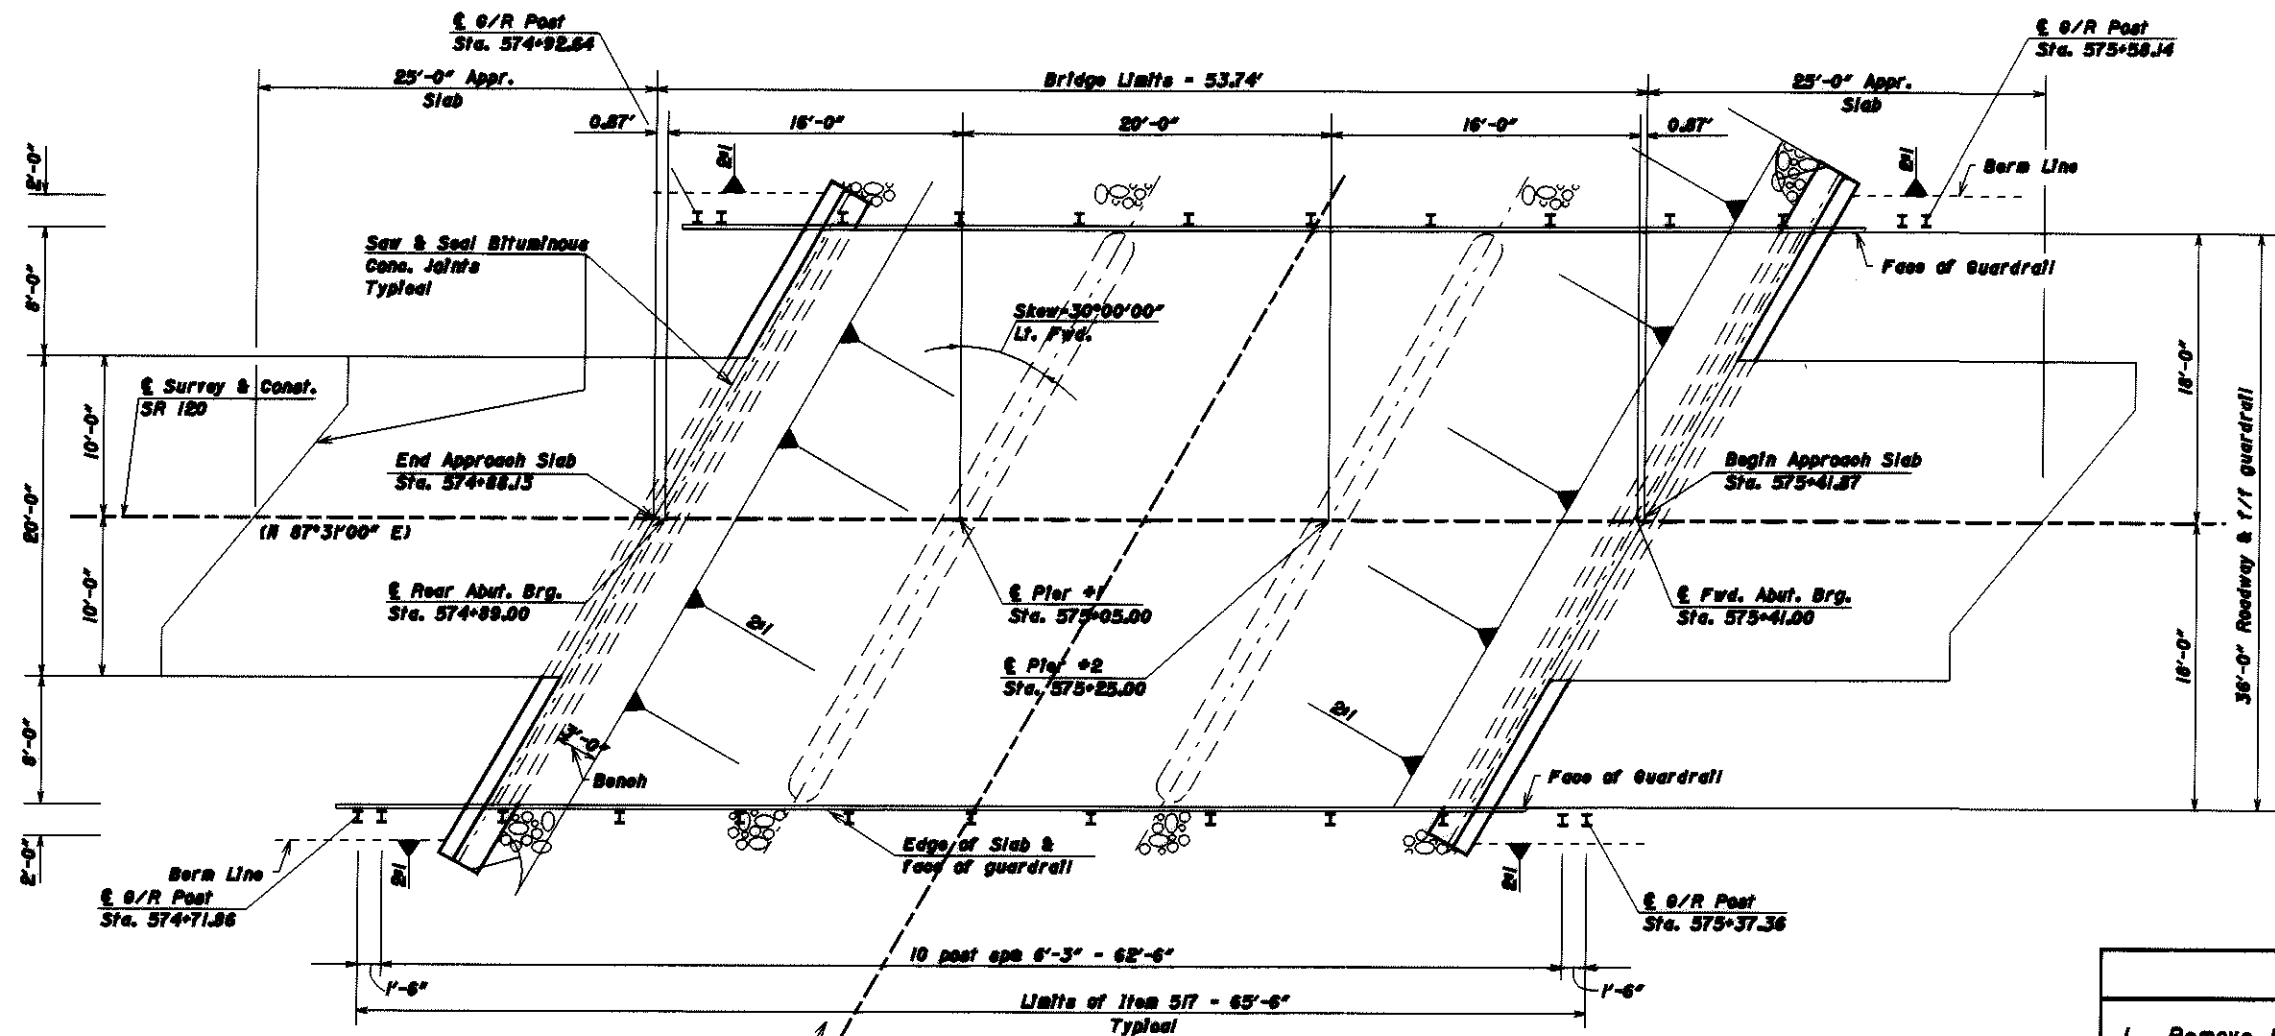 ℄ G/R Post
Sta. 574+92.64
℄ G/R Post
Sta. 575+58.14
25'-0" Appr.
Slab
Bridge Limits = 53.74'
25'-0" Appr.
Slab
0.87'
16'-0"
20'-0"
16'-0"
0.87'
2'-0"
2:1
2:1
Berm Line
Saw & Seal Bituminous
Conc. Joints
Typical
Face of Guardrail
8'-0"
Skew=30°00'00"
Lt. Fwd.
18'-0"
℄ Survey & Const.
SR 120
10'-0"
End Approach Slab
Sta. 574+88.13
Begin Approach Slab
Sta. 575+41.87
20'-0"
(N 87°31'00" E)
36'-0" Roadway & f/f guardrail
10'-0"
℄ Rear Abut. Brg.
Sta. 574+89.00
℄ Pier #1
Sta. 575+05.00
℄ Fwd. Abut. Brg.
Sta. 575+41.00
2:1
℄ Pier #2
Sta. 575+25.00
18'-0"
2:1
8'-0"
3'-0"
Bench
Face of Guardrail
2'-0"
Edge of Slab &
face of guardrail
Berm Line
2:1
2:1
℄ G/R Post
Sta. 574+71.86
℄ G/R Post
Sta. 575+37.36
10 post spa 6'-3" = 62'-6"
1'-6"
1'-6"
Limits of Item 517 = 65'-6"
Typical
1. Remove